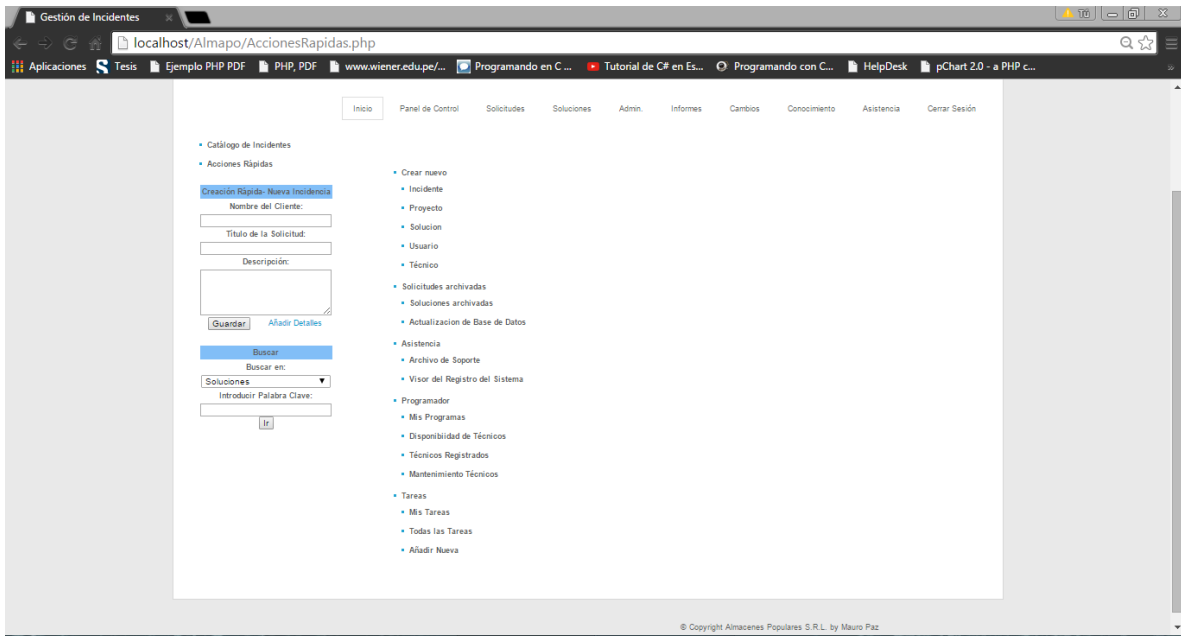 Gestión de Incidentes
Tú
localhost/Almapo/AccionesRapidas.php
Aplicaciones Tesis Ejemplo PHP PDF PHP, PDF www.wiener.edu.pe/... Programando en C ... Tutorial de C# en Es... Programando con C... HelpDesk pChart 2.0 - a PHP c...
Inicio Panel de Control Solicitudes Soluciones Admin. Informes Cambios Conocimiento Asistencia Cerrar Sesión
Catálogo de Incidentes
Acciones Rápidas
Creación Rápida- Nueva Incidencia
Nombre del Cliente:
Título de la Solicitud:
Descripción:
Guardar Añadir Detalles
Buscar
Buscar en:
Soluciones
Introducir Palabra Clave:
Ir
Crear nuevo
Incidente
Proyecto
Solucion
Usuario
Técnico
Solicitudes archivadas
Soluciones archivadas
Actualizacion de Base de Datos
Asistencia
Archivo de Soporte
Visor del Registro del Sistema
Programador
Mis Programas
Disponibiidad de Técnicos
Técnicos Registrados
Mantenimiento Técnicos
Tareas
Mis Tareas
Todas las Tareas
Añadir Nueva
© Copyright Almacenes Populares S.R.L. by Mauro Paz